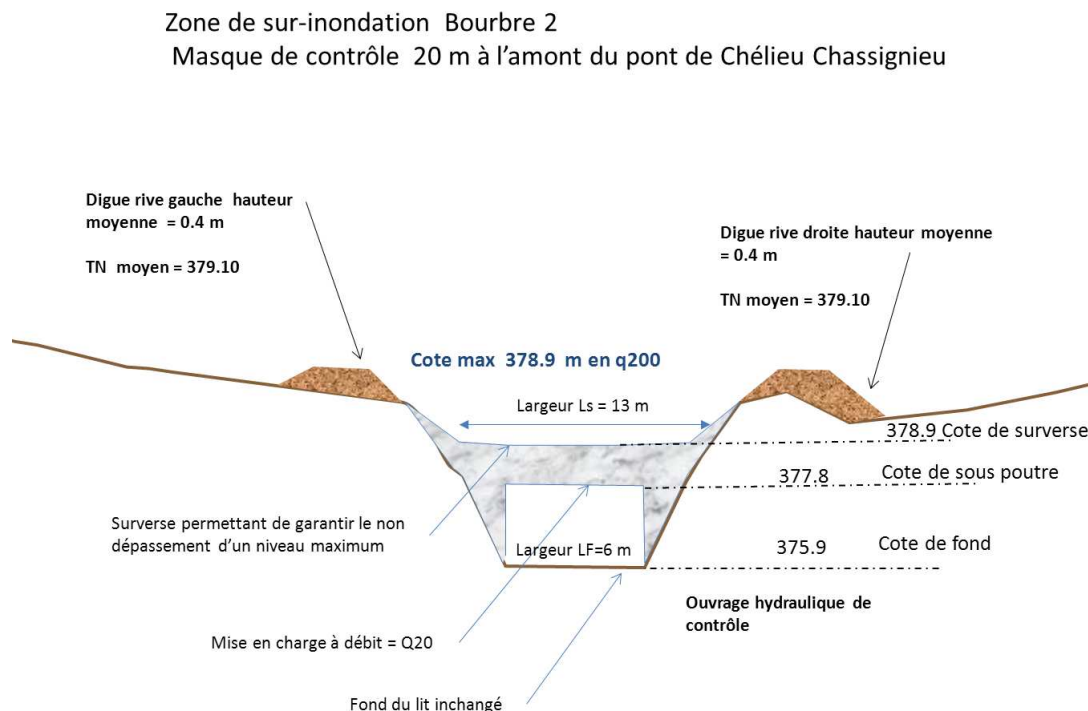 Zone de sur-inondation Bourbre 2
Masque de contrôle 20 m à l'amont du pont de Chélieu Chassignieu
Digue rive gauche hauteur
moyenne = 0.4 m
TN moyen = 379.10
Digue rive droite hauteur moyenne
= 0.4 m
TN moyen = 379.10
Cote max 378.9 m en q200
Largeur Ls = 13 m
378.9 Cote de surverse
377.8 Cote de sous poutre
Surverse permettant de garantir le non
dépassement d'un niveau maximum
Largeur LF=6 m
375.9 Cote de fond
Ouvrage hydraulique de
contrôle
Mise en charge à débit = Q20
Fond du lit inchangé